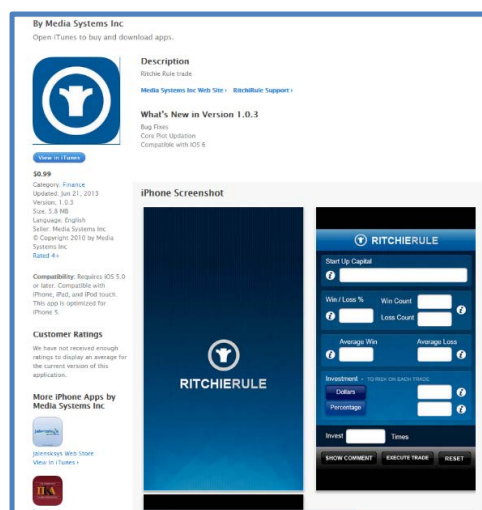 By Media Systems Inc
Open iTunes to buy and download apps.
Description
Ritchie Rule trade
Media Systems Inc Web Site › RitchiRule Support ›
What's New in Version 1.0.3
Bug Fixes
Core Plot Updation
Compatible with IOS 6
View in iTunes
$0.99
Category: Finance
Updated: Jun 21, 2013
Version: 1.0.3
Size: 5.8 MB
Language: English
Seller: Media Systems Inc
© Copyright 2010 by Media
Systems Inc
Rated 4+
Compatibility: Requires iOS 5.0
or later. Compatible with
iPhone, iPad, and iPod touch.
This app is optimized for
iPhone 5.
Customer Ratings
We have not received enough
ratings to display an average for
the current version of this
application.
More iPhone Apps by
Media Systems Inc
Jolenskoys Web Store
View in iTunes ›
iPhone Screenshot
RITCHIERULE
RITCHIERULE
Start Up Capital
Win / Loss %
Win Count
Loss Count
Average Win
Average Loss
Investment - TO RISK ON EACH TRADE
Dollars
Percentage
Invest
Times
SHOW COMMENT
EXECUTE TRADE
RESET